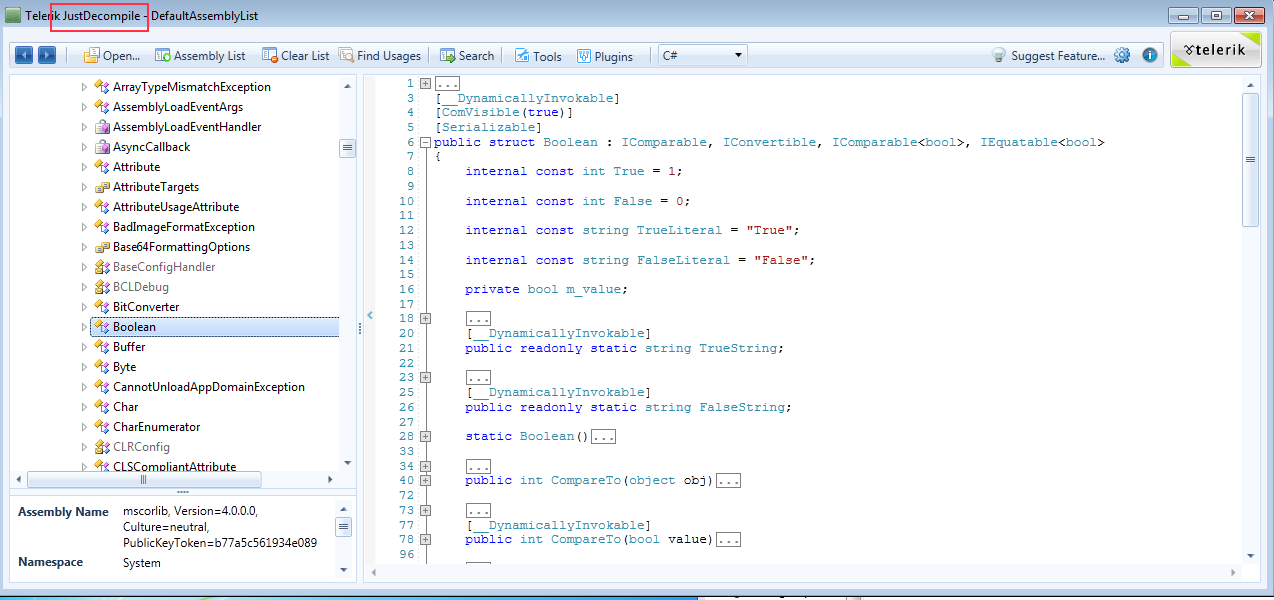 Telerik JustDecompile - DefaultAssemblyList
Open... Assembly List Clear List Find Usages Search Tools Plugins C# Suggest Feature... telerik
ArrayTypeMismatchException
AssemblyLoadEventArgs
AssemblyLoadEventHandler
AsyncCallback
Attribute
AttributeTargets
AttributeUsageAttribute
BadImageFormatException
Base64FormattingOptions
BaseConfigHandler
BCLDebug
BitConverter
Boolean
Buffer
Byte
CannotUnloadAppDomainException
Char
CharEnumerator
CLRConfig
CLSCompliantAttribute
Assembly Name mscorlib, Version=4.0.0.0,
Culture=neutral,
PublicKeyToken=b77a5c561934e089
Namespace System
1 ...
3 [__DynamicallyInvokable]
4 [ComVisible(true)]
5 [Serializable]
6 public struct Boolean : IComparable, IConvertible, IComparable<bool>, IEquatable<bool>
7 {
8 internal const int True = 1;
9
10 internal const int False = 0;
11
12 internal const string TrueLiteral = "True";
13
14 internal const string FalseLiteral = "False";
15
16 private bool m_value;
17
18 ...
20 [__DynamicallyInvokable]
21 public readonly static string TrueString;
22
23 ...
25 [__DynamicallyInvokable]
26 public readonly static string FalseString;
27
28 static Boolean()...
33
34 ...
40 public int CompareTo(object obj)...
72
73 ...
77 [__DynamicallyInvokable]
78 public int CompareTo(bool value)...
96